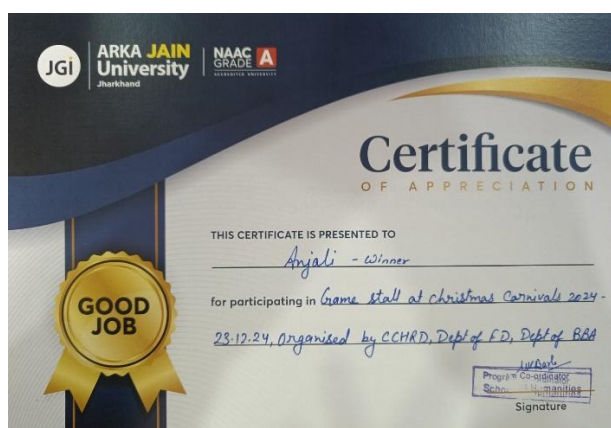 JGi
ARKA JAIN
University
Jharkhand
NAAC
GRADE A
ACCREDITED UNIVERSITY
Certificate
OF APPRECIATION
THIS CERTIFICATE IS PRESENTED TO
Anjali - Winner
for participating in Game Stall at Christmas Carnivals 2024 -
23.12.24, Organised by CCHRD, Dept of FD, Dept of BBA
GOOD
JOB
Program Co-ordinator
School Humanities
Signature